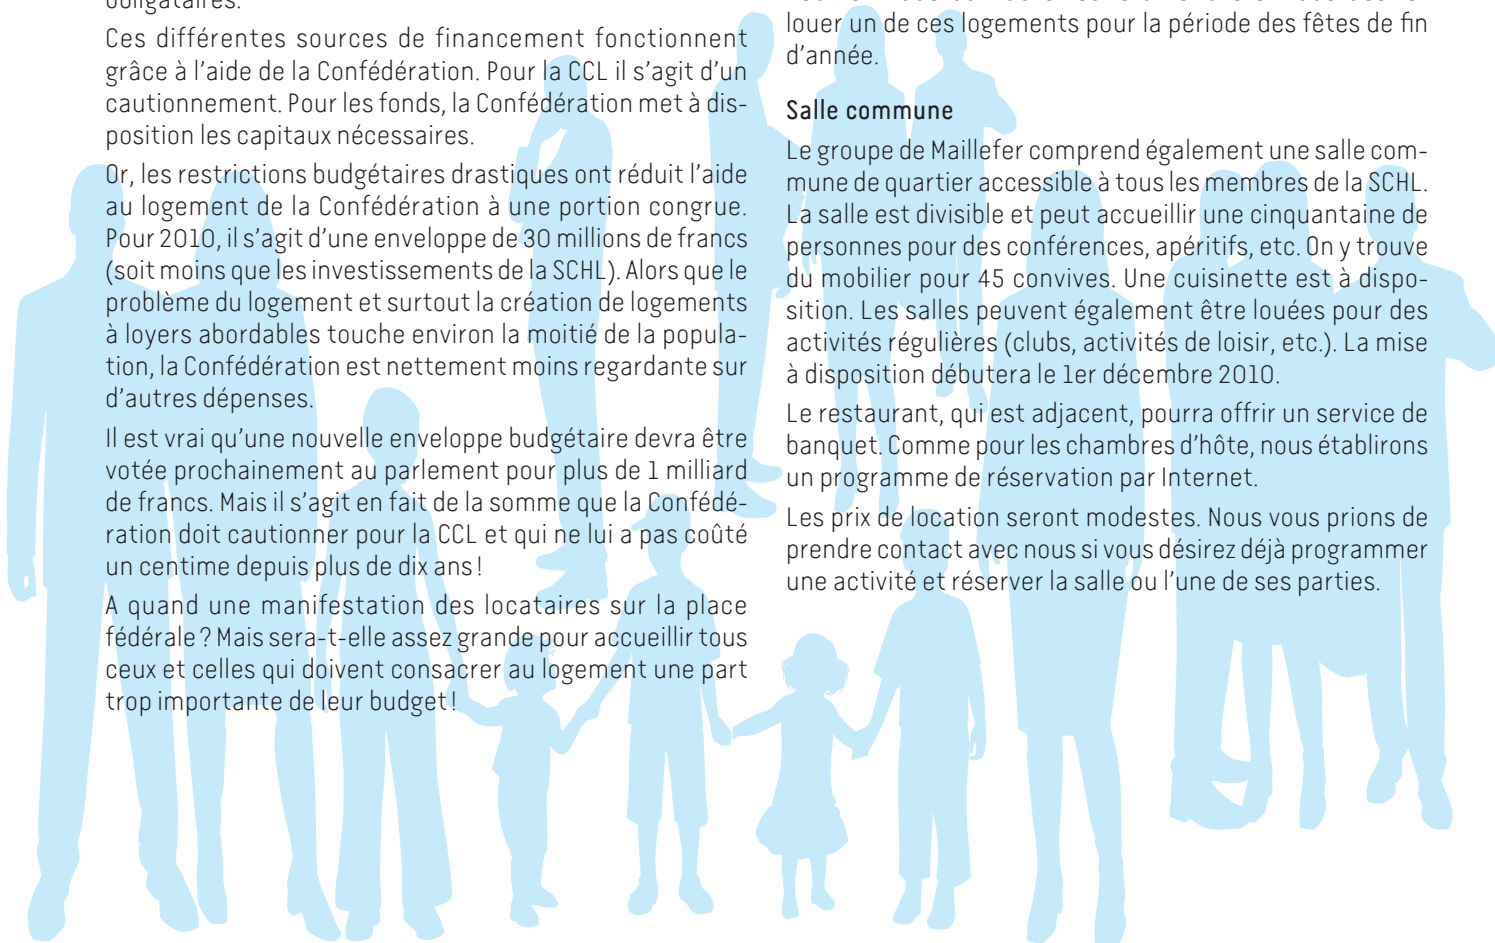 obligataires.
Ces différentes sources de financement fonctionnent
grâce à l'aide de la Confédération. Pour la CCL il s'agit d'un
cautionnement. Pour les fonds, la Confédération met à dis-
position les capitaux nécessaires.
Or, les restrictions budgétaires drastiques ont réduit l'aide
au logement de la Confédération à une portion congrue.
Pour 2010, il s'agit d'une enveloppe de 30 millions de francs
(soit moins que les investissements de la SCHL). Alors que le
problème du logement et surtout la création de logements
à loyers abordables touche environ la moitié de la popula-
tion, la Confédération est nettement moins regardante sur
d'autres dépenses.
Il est vrai qu'une nouvelle enveloppe budgétaire devra être
votée prochainement au parlement pour plus de 1 milliard
de francs. Mais il s'agit en fait de la somme que la Confédé-
ration doit cautionner pour la CCL et qui ne lui a pas coûté
un centime depuis plus de dix ans !
A quand une manifestation des locataires sur la place
fédérale ? Mais sera-t-elle assez grande pour accueillir tous
ceux et celles qui doivent consacrer au logement une part
trop importante de leur budget !
louer un de ces logements pour la période des fêtes de fin
d'année.
Salle commune
Le groupe de Maillefer comprend également une salle com-
mune de quartier accessible à tous les membres de la SCHL.
La salle est divisible et peut accueillir une cinquantaine de
personnes pour des conférences, apéritifs, etc. On y trouve
du mobilier pour 45 convives. Une cuisinette est à dispo-
sition. Les salles peuvent également être louées pour des
activités régulières (clubs, activités de loisir, etc.). La mise
à disposition débutera le 1er décembre 2010.
Le restaurant, qui est adjacent, pourra offrir un service de
banquet. Comme pour les chambres d'hôte, nous établirons
un programme de réservation par Internet.
Les prix de location seront modestes. Nous vous prions de
prendre contact avec nous si vous désirez déjà programmer
une activité et réserver la salle ou l'une de ses parties.